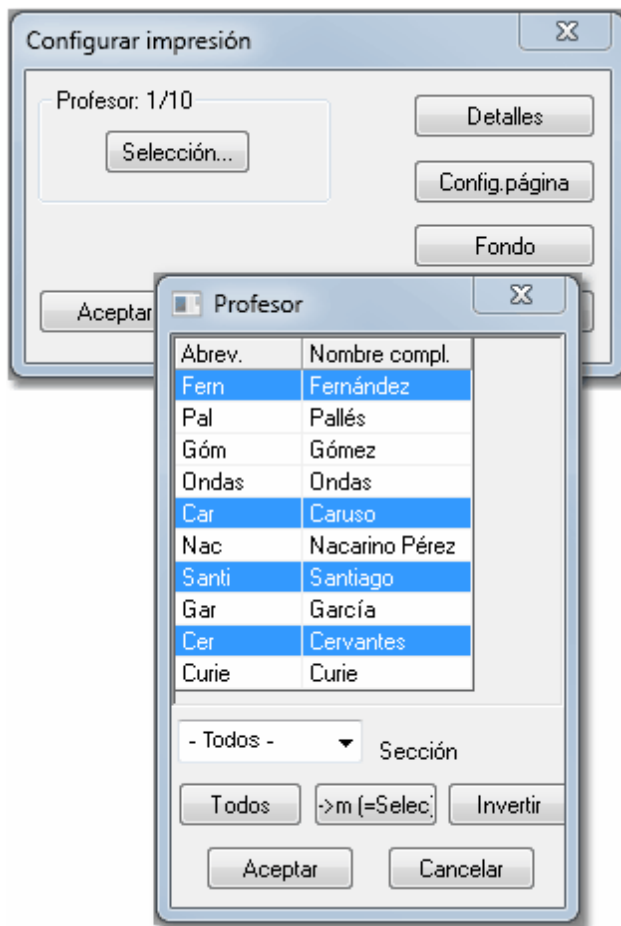 Configurar impresión
Profesor: 1/10
Selección...
Detalles
Config.página
Fondo
Aceptar
Profesor
Abrev. Nombre compl.
Fern Fernández
Pal Pallés
Góm Gómez
Ondas Ondas
Car Caruso
Nac Nacarino Pérez
Santi Santiago
Gar García
Cer Cervantes
Curie Curie
- Todos - Sección
Todos ->m (=Selec) Invertir
Aceptar Cancelar